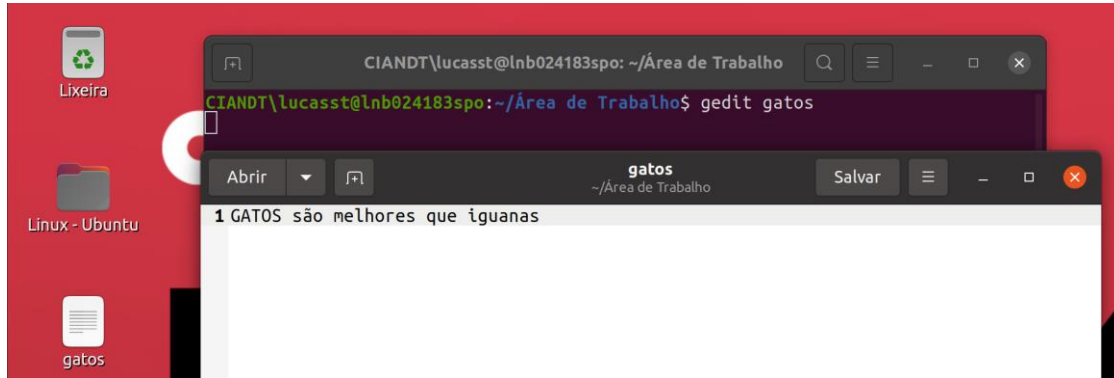 Lixeira
CIANDT\lucasst@lnb024183spo: ~/Área de Trabalho
CIANDT\lucasst@lnb024183spo:~/Área de Trabalho$ gedit gatos
Linux - Ubuntu
Abrir
gatos
~/Área de Trabalho
Salvar
1 GATOS são melhores que iguanas
gatos